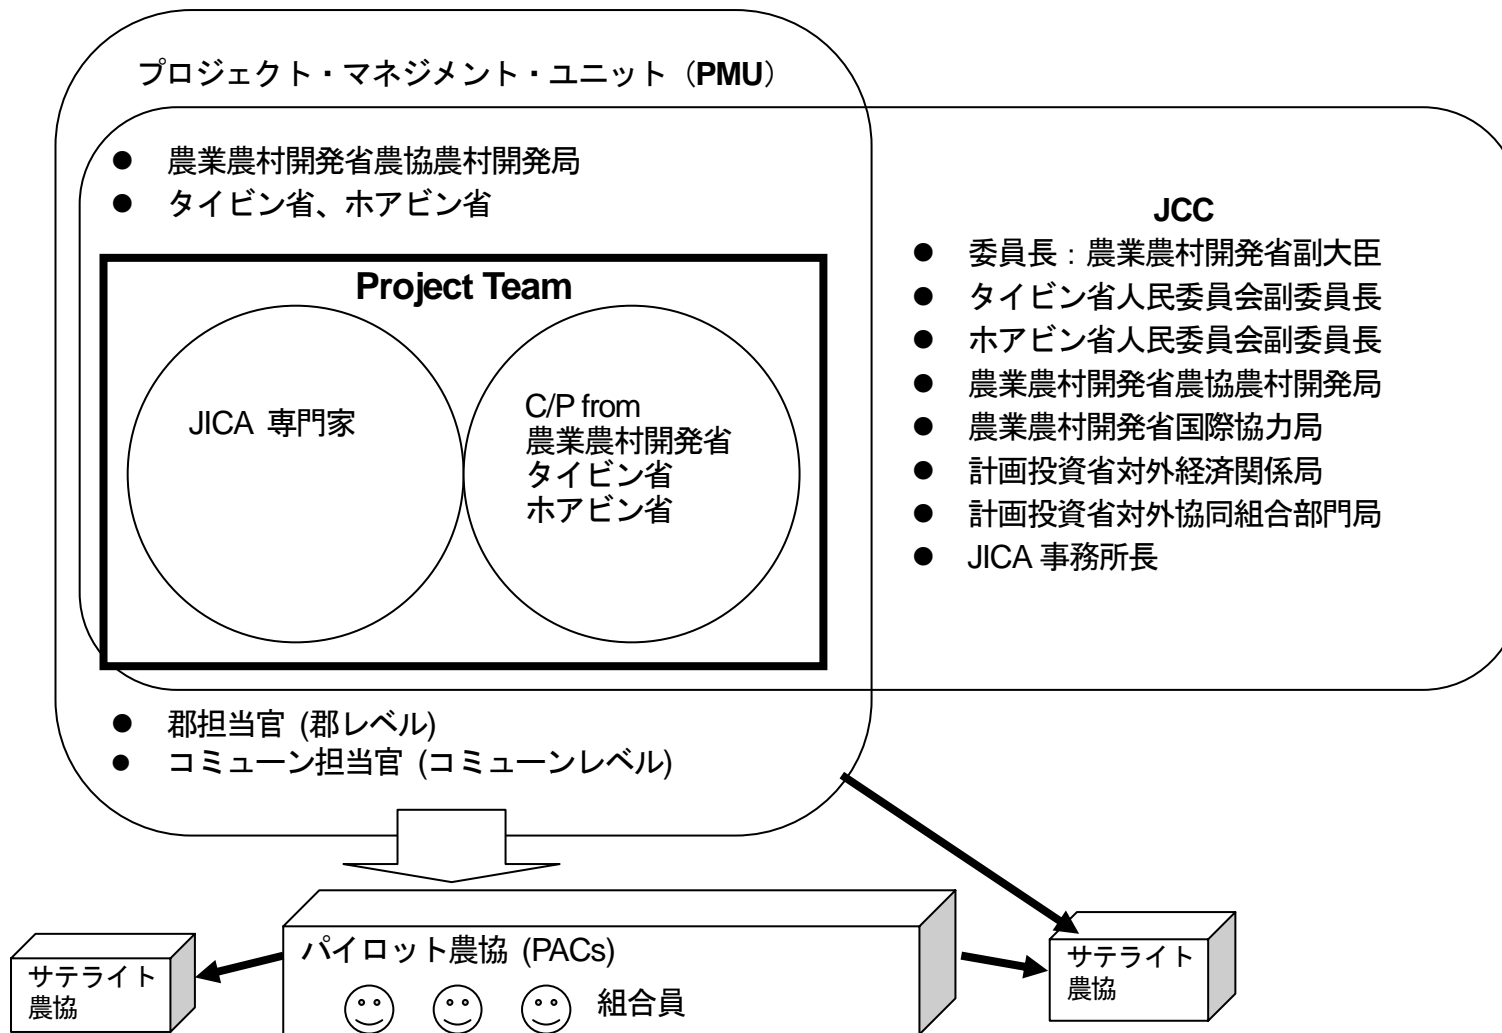 プロジェクト・マネジメント・ユニット（PMU）
● 農業農村開発省農協農村開発局
● タイビン省、ホアビン省
Project Team
JICA 専門家
C/P from
農業農村開発省
タイビン省
ホアビン省
● 郡担当官 (郡レベル)
● コミューン担当官 (コミューンレベル)
JCC
● 委員長：農業農村開発省副大臣
● タイビン省人民委員会副委員長
● ホアビン省人民委員会副委員長
● 農業農村開発省農協農村開発局
● 農業農村開発省国際協力局
● 計画投資省対外経済関係局
● 計画投資省対外協同組合部門局
● JICA 事務所長
サテライト
農協
パイロット農協 (PACs)
組合員
サテライト
農協